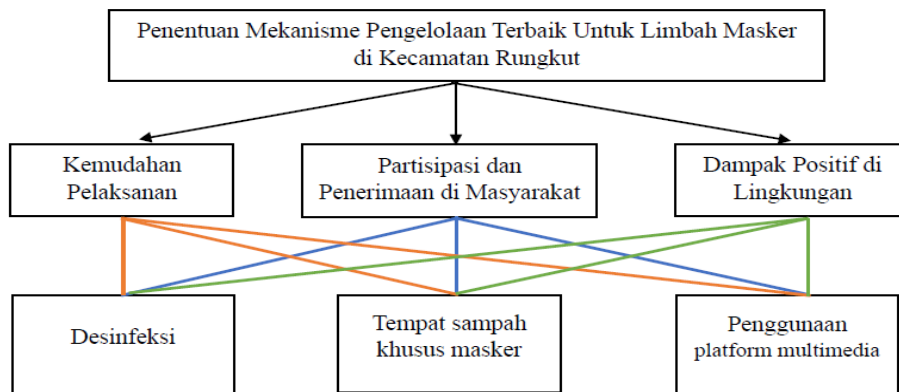 Penentuan Mekanisme Pengelolaan Terbaik Untuk Limbah Masker
di Kecamatan Rungkut
Kemudahan
Pelaksanan
Partisipasi dan
Penerimaan di Masyarakat
Dampak Positif di
Lingkungan
Desinfeksi
Tempat sampah
khusus masker
Penggunaan
platform multimedia